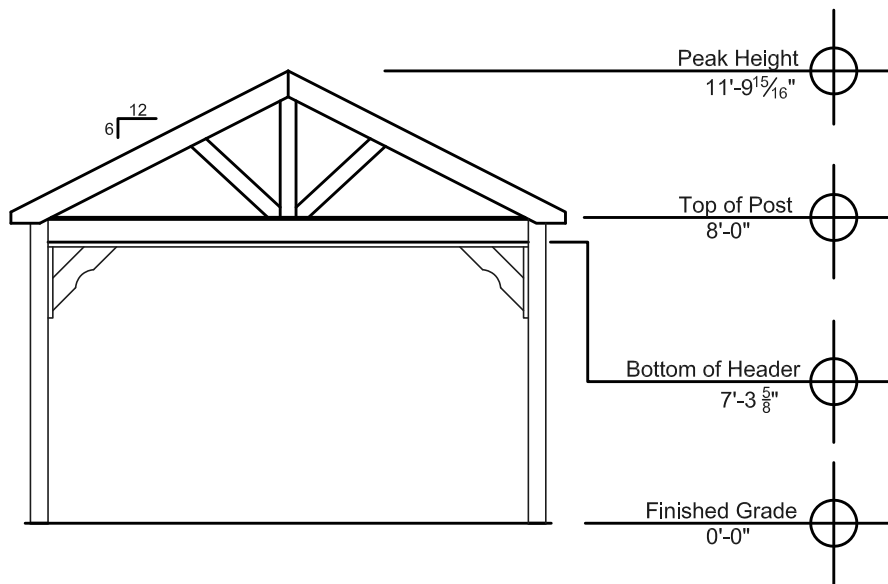 Peak Height
11'-9 15/16"
12
6
Top of Post
8'-0"
Bottom of Header
7'-3 5/8"
Finished Grade
0'-0"